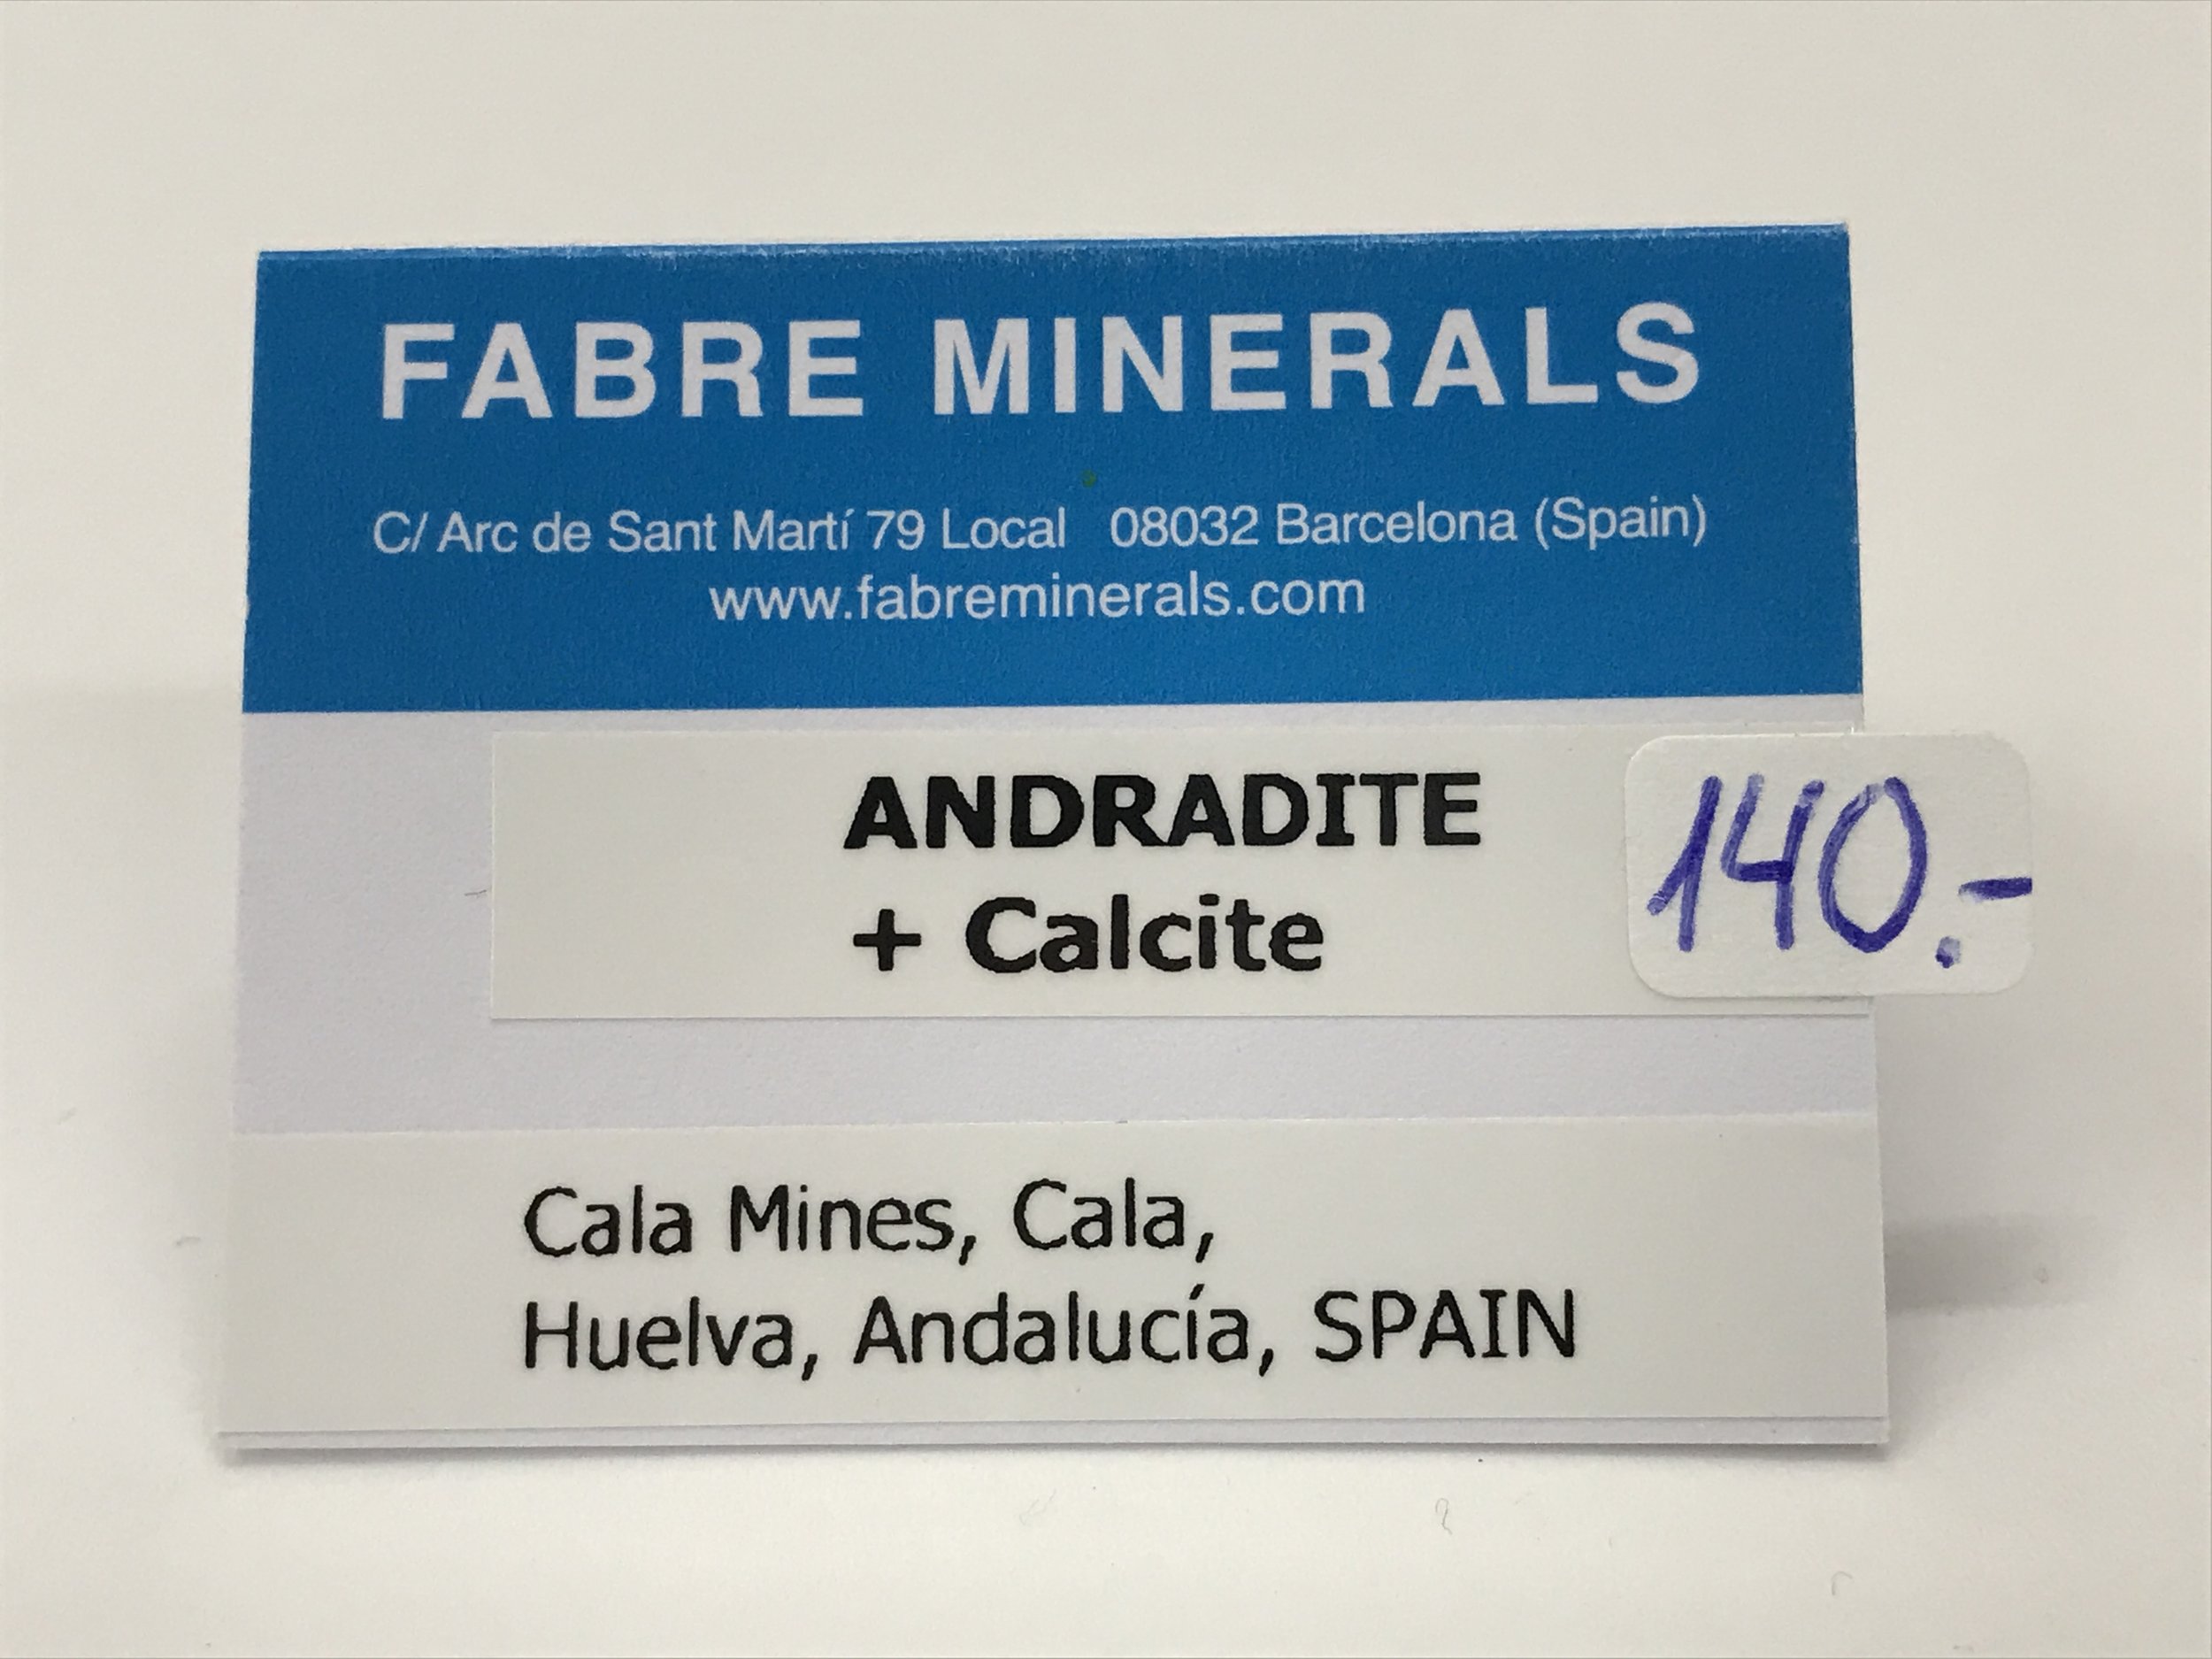 FABRE MINERALS
C/ Arc de Sant Martí 79 Local 08032 Barcelona (Spain)
www.fabreminerals.com
ANDRADITE
+ Calcite
140.-
Cala Mines, Cala,
Huelva, Andalucía, SPAIN